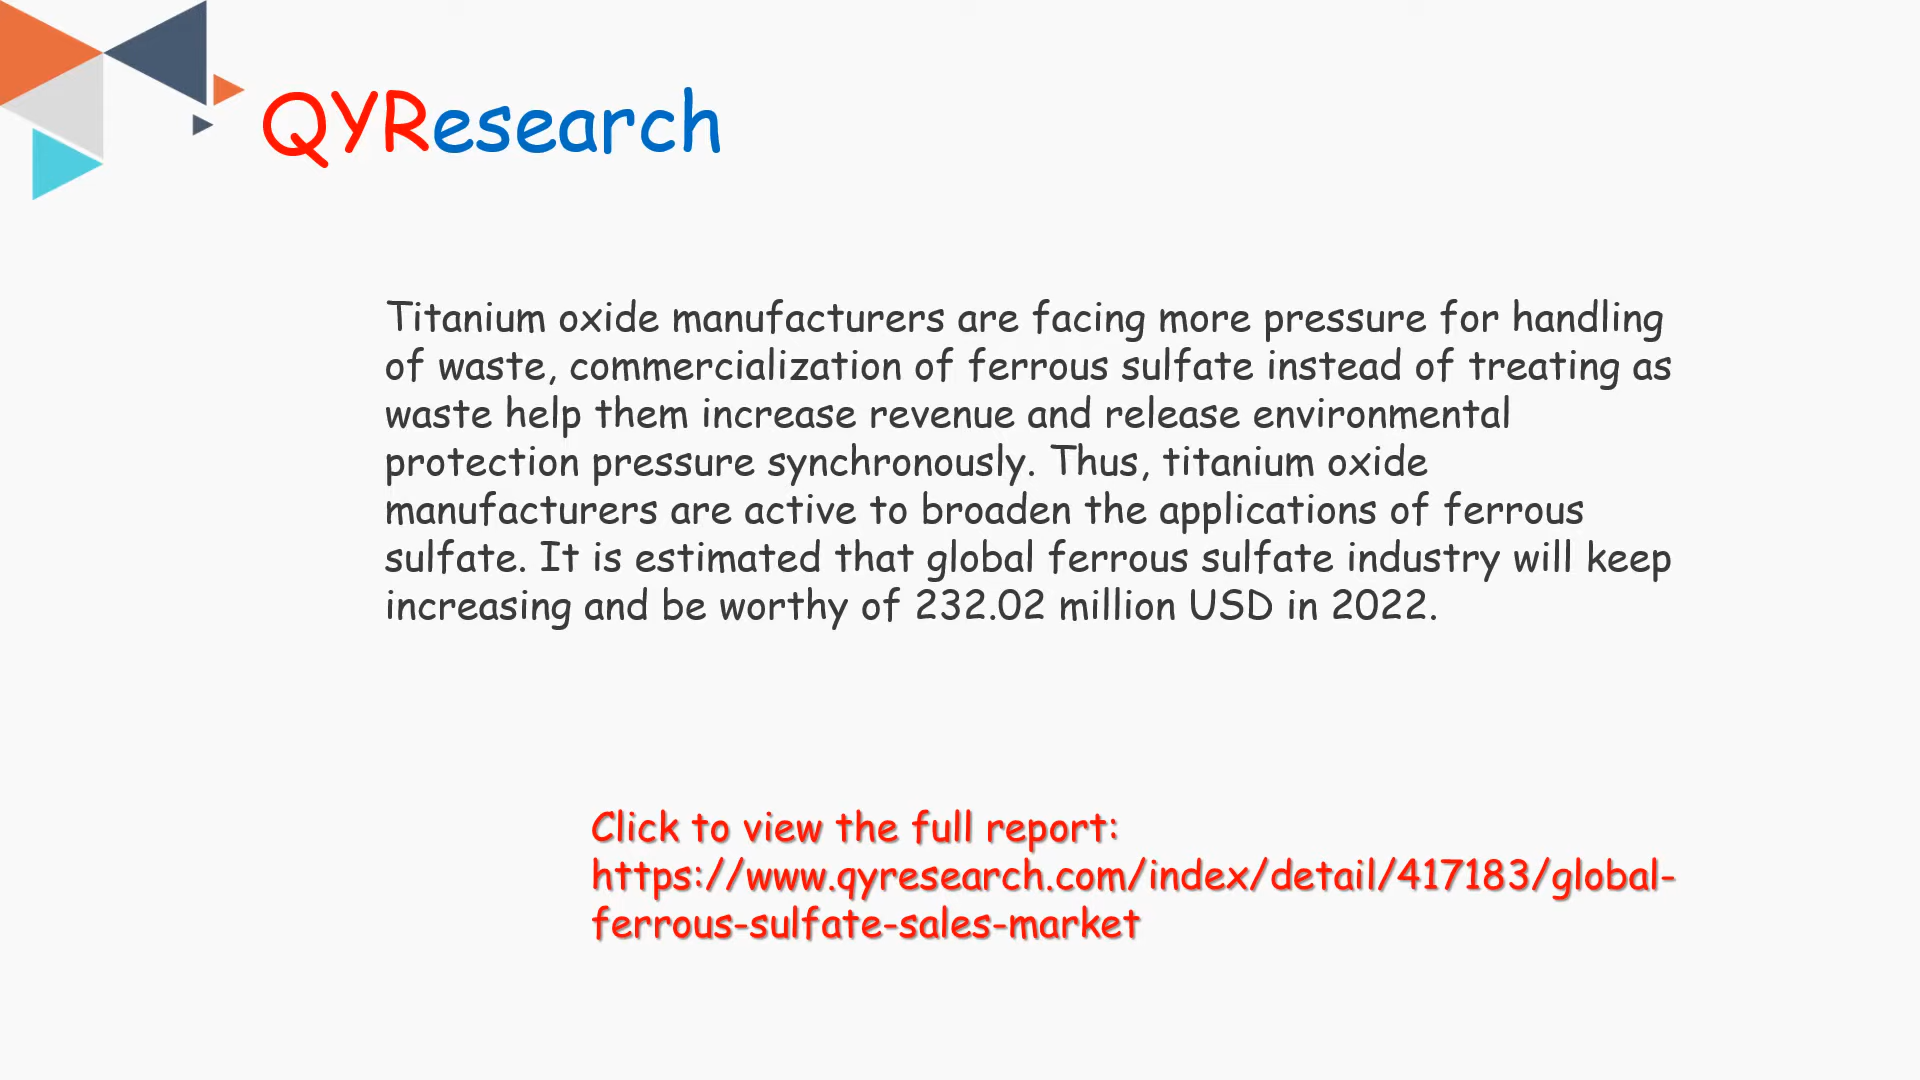 QYResearch
Titanium oxide manufacturers are facing more pressure for handling
of waste, commercialization of ferrous sulfate instead of treating as
waste help them increase revenue and release environmental
protection pressure synchronously. Thus, titanium oxide
manufacturers are active to broaden the applications of ferrous
sulfate. It is estimated that global ferrous sulfate industry will keep
increasing and be worthy of 232.02 million USD in 2022.
Click to view the full report:
https://www.qyresearch.com/index/detail/417183/global-
ferrous-sulfate-sales-market